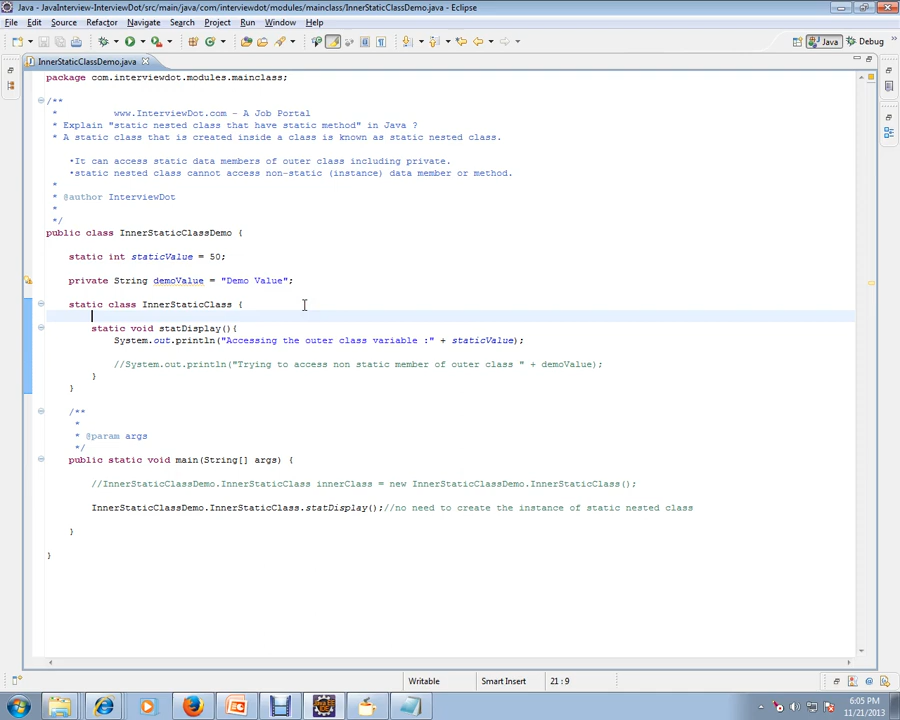 Java - JavaInterview-InterviewDot/src/main/java/com/interviewdot/modules/mainclass/InnerStaticClassDemo.java - Eclipse
File Edit Source Refactor Navigate Search Project Run Window Help
Java Debug
InnerStaticClassDemo.java
package com.interviewdot.modules.mainclass;
/**
* www.InterviewDot.com - A Job Portal
* Explain "static nested class that have static method" in Java ?
* A static class that is created inside a class is known as static nested class.
•It can access static data members of outer class including private.
•static nested class cannot access non-static (instance) data member or method.
*
* @author InterviewDot
*
*/
public class InnerStaticClassDemo {
static int staticValue = 50;
private String demoValue = "Demo Value";
static class InnerStaticClass {
static void statDisplay(){
System.out.println("Accessing the outer class variable :" + staticValue);
//System.out.println("Trying to access non static member of outer class " + demoValue);
}
}
/**
*
* @param args
*/
public static void main(String[] args) {
//InnerStaticClassDemo.InnerStaticClass innerClass = new InnerStaticClassDemo.InnerStaticClass();
InnerStaticClassDemo.InnerStaticClass.statDisplay();//no need to create the instance of static nested class
}
}
Writable Smart Insert 21 : 9
6:05 PM
11/21/2013